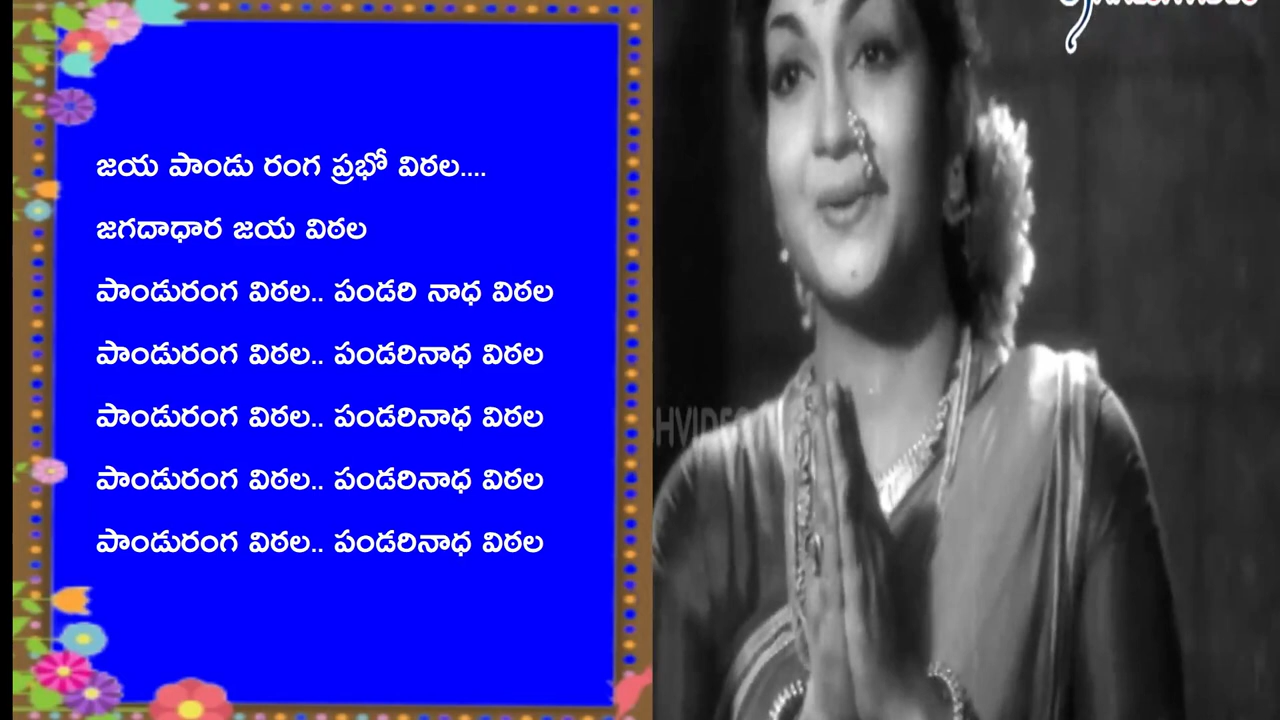 జయ పాండు రంగ ప్రభో విఠల....
జగదాధార జయ విఠల
పాండురంగ విఠల.. పండరి నాధ విఠల
పాండురంగ విఠల.. పండరినాధ విఠల
పాండురంగ విఠల.. పండరినాధ విఠల
పాండురంగ విఠల.. పండరినాధ విఠల
పాండురంగ విఠల.. పండరినాధ విఠల